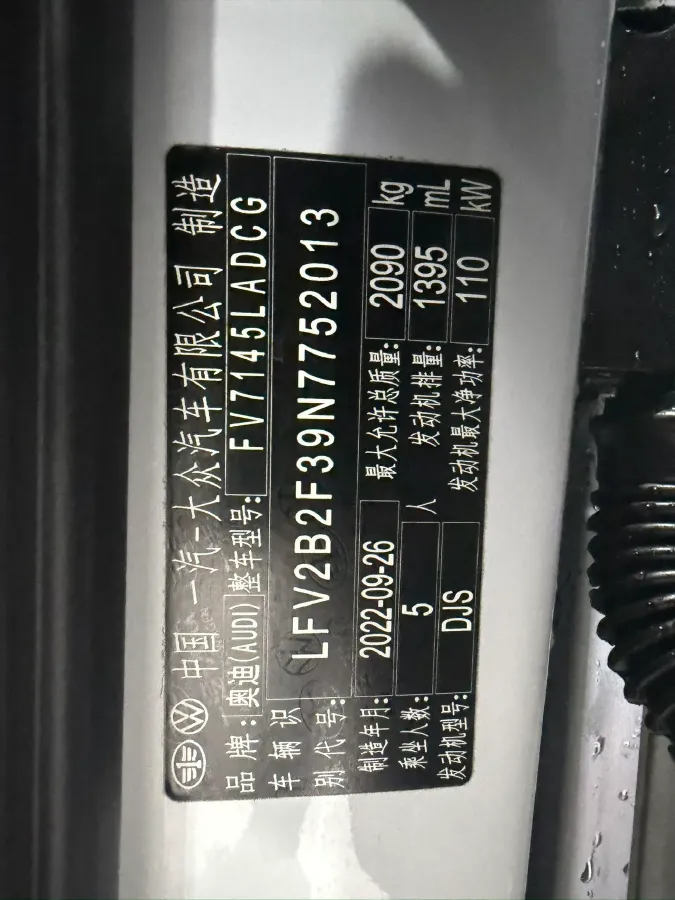 中国 一汽-大众汽车有限公司 制造
品牌: 奥迪(AUDI) 整车型号: FV7145LADCG
车辆识别代号: LFV2B2F39N7752013
制造年月: 2022-09-26 最大允许总质量: 2090 kg
乘坐人数: 5 人 发动机排量: 1395 mL
发动机型号: DJS 发动机最大净功率: 110 kW